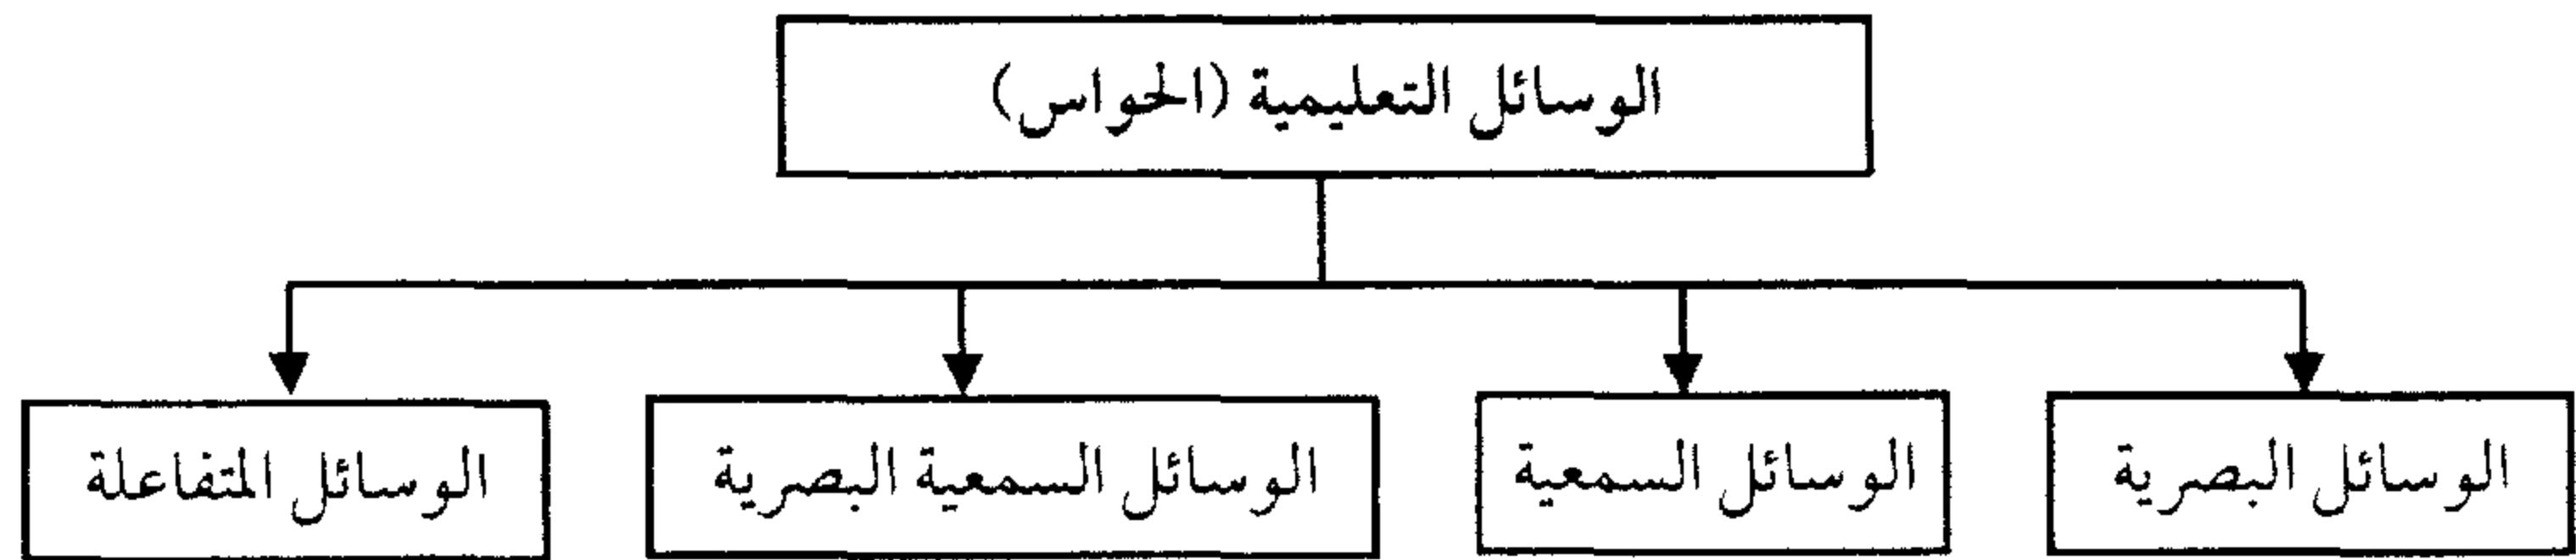 الوسائل التعليمية (الحواس)
الوسائل البصرية
الوسائل السمعية
الوسائل السمعية البصرية
الوسائل المتفاعلة